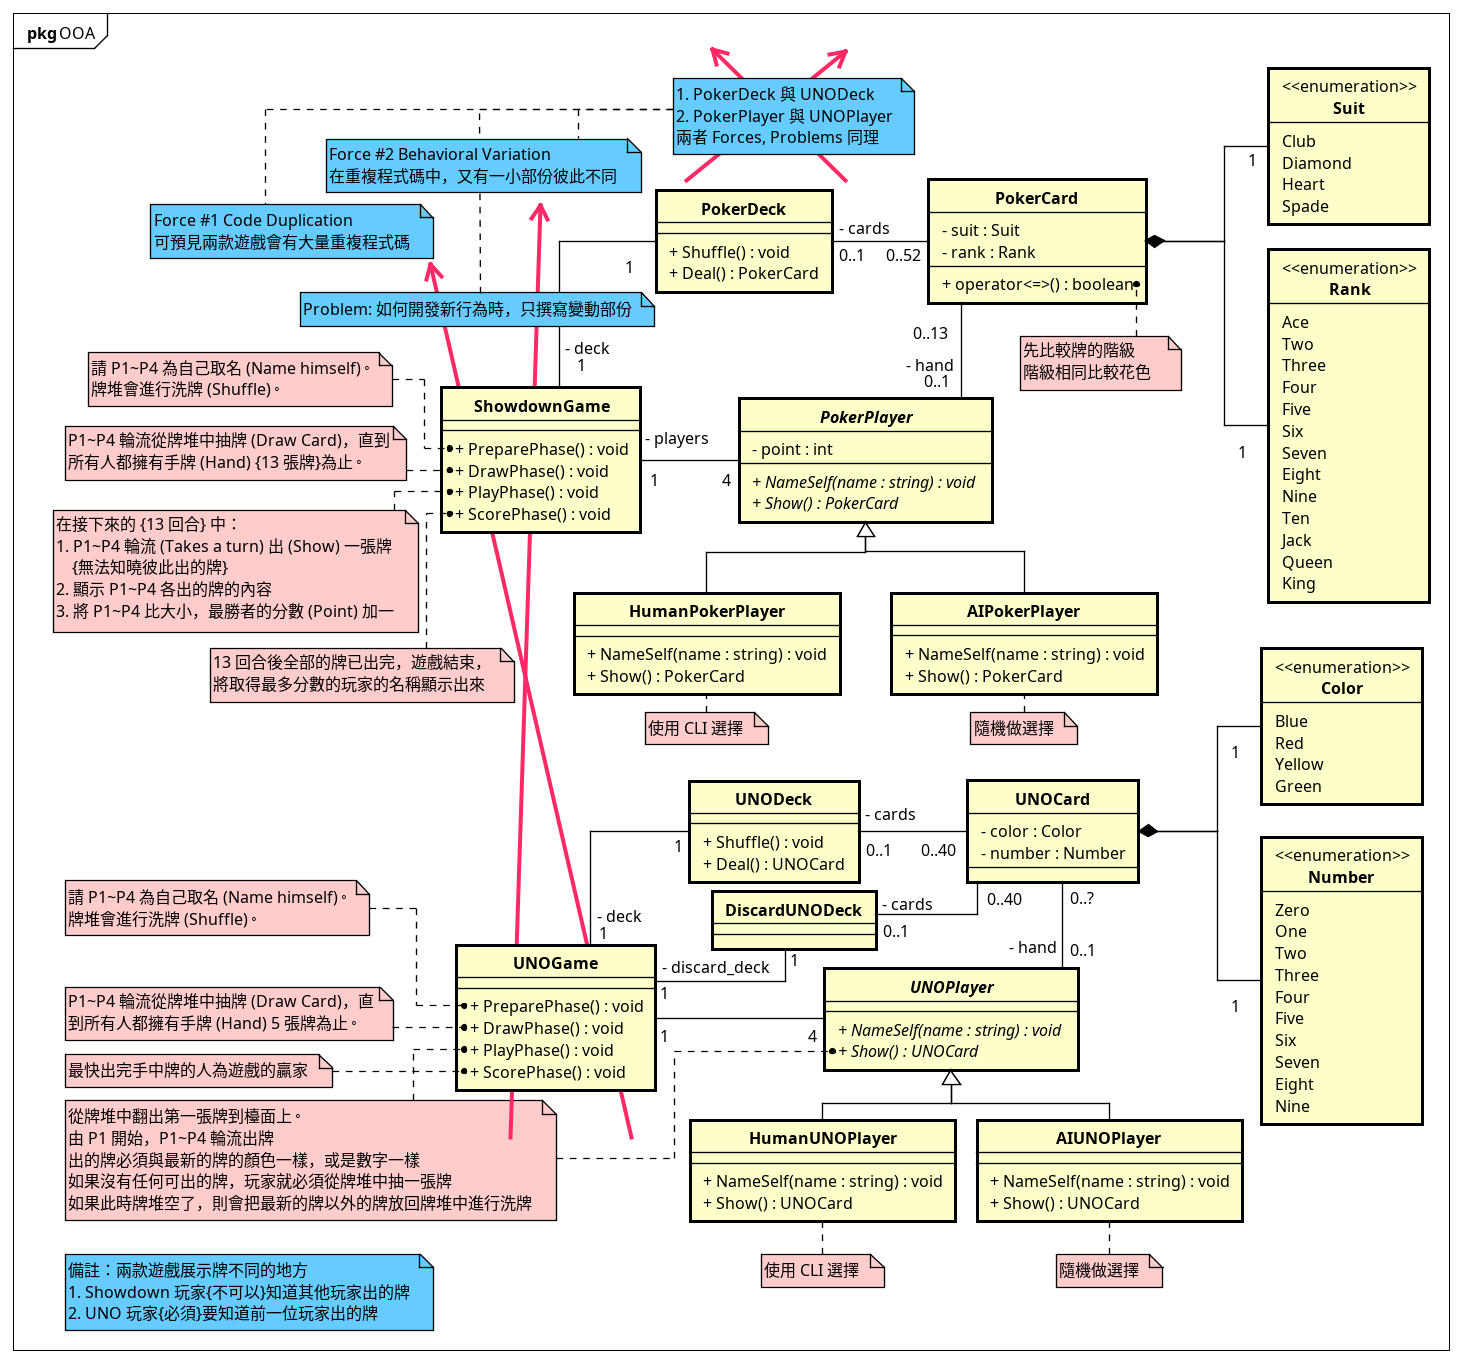 pkg OOA
1. PokerDeck 與 UNODeck
2. PokerPlayer 與 UNOPlayer
兩者 Forces, Problems 同理
Force #2 Behavioral Variation
在重複程式碼中，又有一小部份彼此不同
Force #1 Code Duplication
可預見兩款遊戲會有大量重複程式碼
Problem: 如何開發新行為時，只撰寫變動部份
PokerDeck
+ Shuffle() : void
+ Deal() : PokerCard
- cards
0..1
0..52
1
- deck
1
PokerCard
- suit : Suit
- rank : Rank
+ operator<=>() : boolean
先比較牌的階級
階級相同比較花色
0..13
- hand
0..1
<<enumeration>>
Suit
Club
Diamond
Heart
Spade
1
<<enumeration>>
Rank
Ace
Two
Three
Four
Five
Six
Seven
Eight
Nine
Ten
Jack
Queen
King
1
請 P1~P4 為自己取名 (Name himself)。
牌堆會進行洗牌 (Shuffle)。
P1~P4 輪流從牌堆中抽牌 (Draw Card)，直到
所有人都擁有手牌 (Hand) {13 張牌}為止。
在接下來的 {13 回合} 中：
1. P1~P4 輪流 (Takes a turn) 出 (Show) 一張牌
{無法知曉彼此出的牌}
2. 顯示 P1~P4 各出的牌的內容
3. 將 P1~P4 比大小，最勝者的分數 (Point) 加一
13 回合後全部的牌已出完，遊戲結束，
將取得最多分數的玩家的名稱顯示出來
ShowdownGame
+ PreparePhase() : void
+ DrawPhase() : void
+ PlayPhase() : void
+ ScorePhase() : void
- players
1
4
PokerPlayer
- point : int
+ NameSelf(name : string) : void
+ Show() : PokerCard
HumanPokerPlayer
+ NameSelf(name : string) : void
+ Show() : PokerCard
使用 CLI 選擇
AIPokerPlayer
+ NameSelf(name : string) : void
+ Show() : PokerCard
隨機做選擇
<<enumeration>>
Color
Blue
Red
Yellow
Green
1
<<enumeration>>
Number
Zero
One
Two
Three
Four
Five
Six
Seven
Eight
Nine
1
UNODeck
+ Shuffle() : void
+ Deal() : UNOCard
- cards
0..1
0..40
1
- deck
1
UNOCard
- color : Color
- number : Number
DiscardUNODeck
- cards
0..1
0..40
1
- discard_deck
1
0..?
- hand
0..1
請 P1~P4 為自己取名 (Name himself)。
牌堆會進行洗牌 (Shuffle)。
P1~P4 輪流從牌堆中抽牌 (Draw Card)，直
到所有人都擁有手牌 (Hand) 5 張牌為止。
最快出完手中牌的人為遊戲的贏家
從牌堆中翻出第一張牌到檯面上。
由 P1 開始，P1~P4 輪流出牌
出的牌必須與最新的牌的顏色一樣，或是數字一樣
如果沒有任何可出的牌，玩家就必須從牌堆中抽一張牌
如果此時牌堆空了，則會把最新的牌以外的牌放回牌堆中進行洗牌
UNOGame
+ PreparePhase() : void
+ DrawPhase() : void
+ PlayPhase() : void
+ ScorePhase() : void
1
4
UNOPlayer
+ NameSelf(name : string) : void
+ Show() : UNOCard
HumanUNOPlayer
+ NameSelf(name : string) : void
+ Show() : UNOCard
使用 CLI 選擇
AIUNOPlayer
+ NameSelf(name : string) : void
+ Show() : UNOCard
隨機做選擇
備註：兩款遊戲展示牌不同的地方
1. Showdown 玩家{不可以}知道其他玩家出的牌
2. UNO 玩家{必須}要知道前一位玩家出的牌